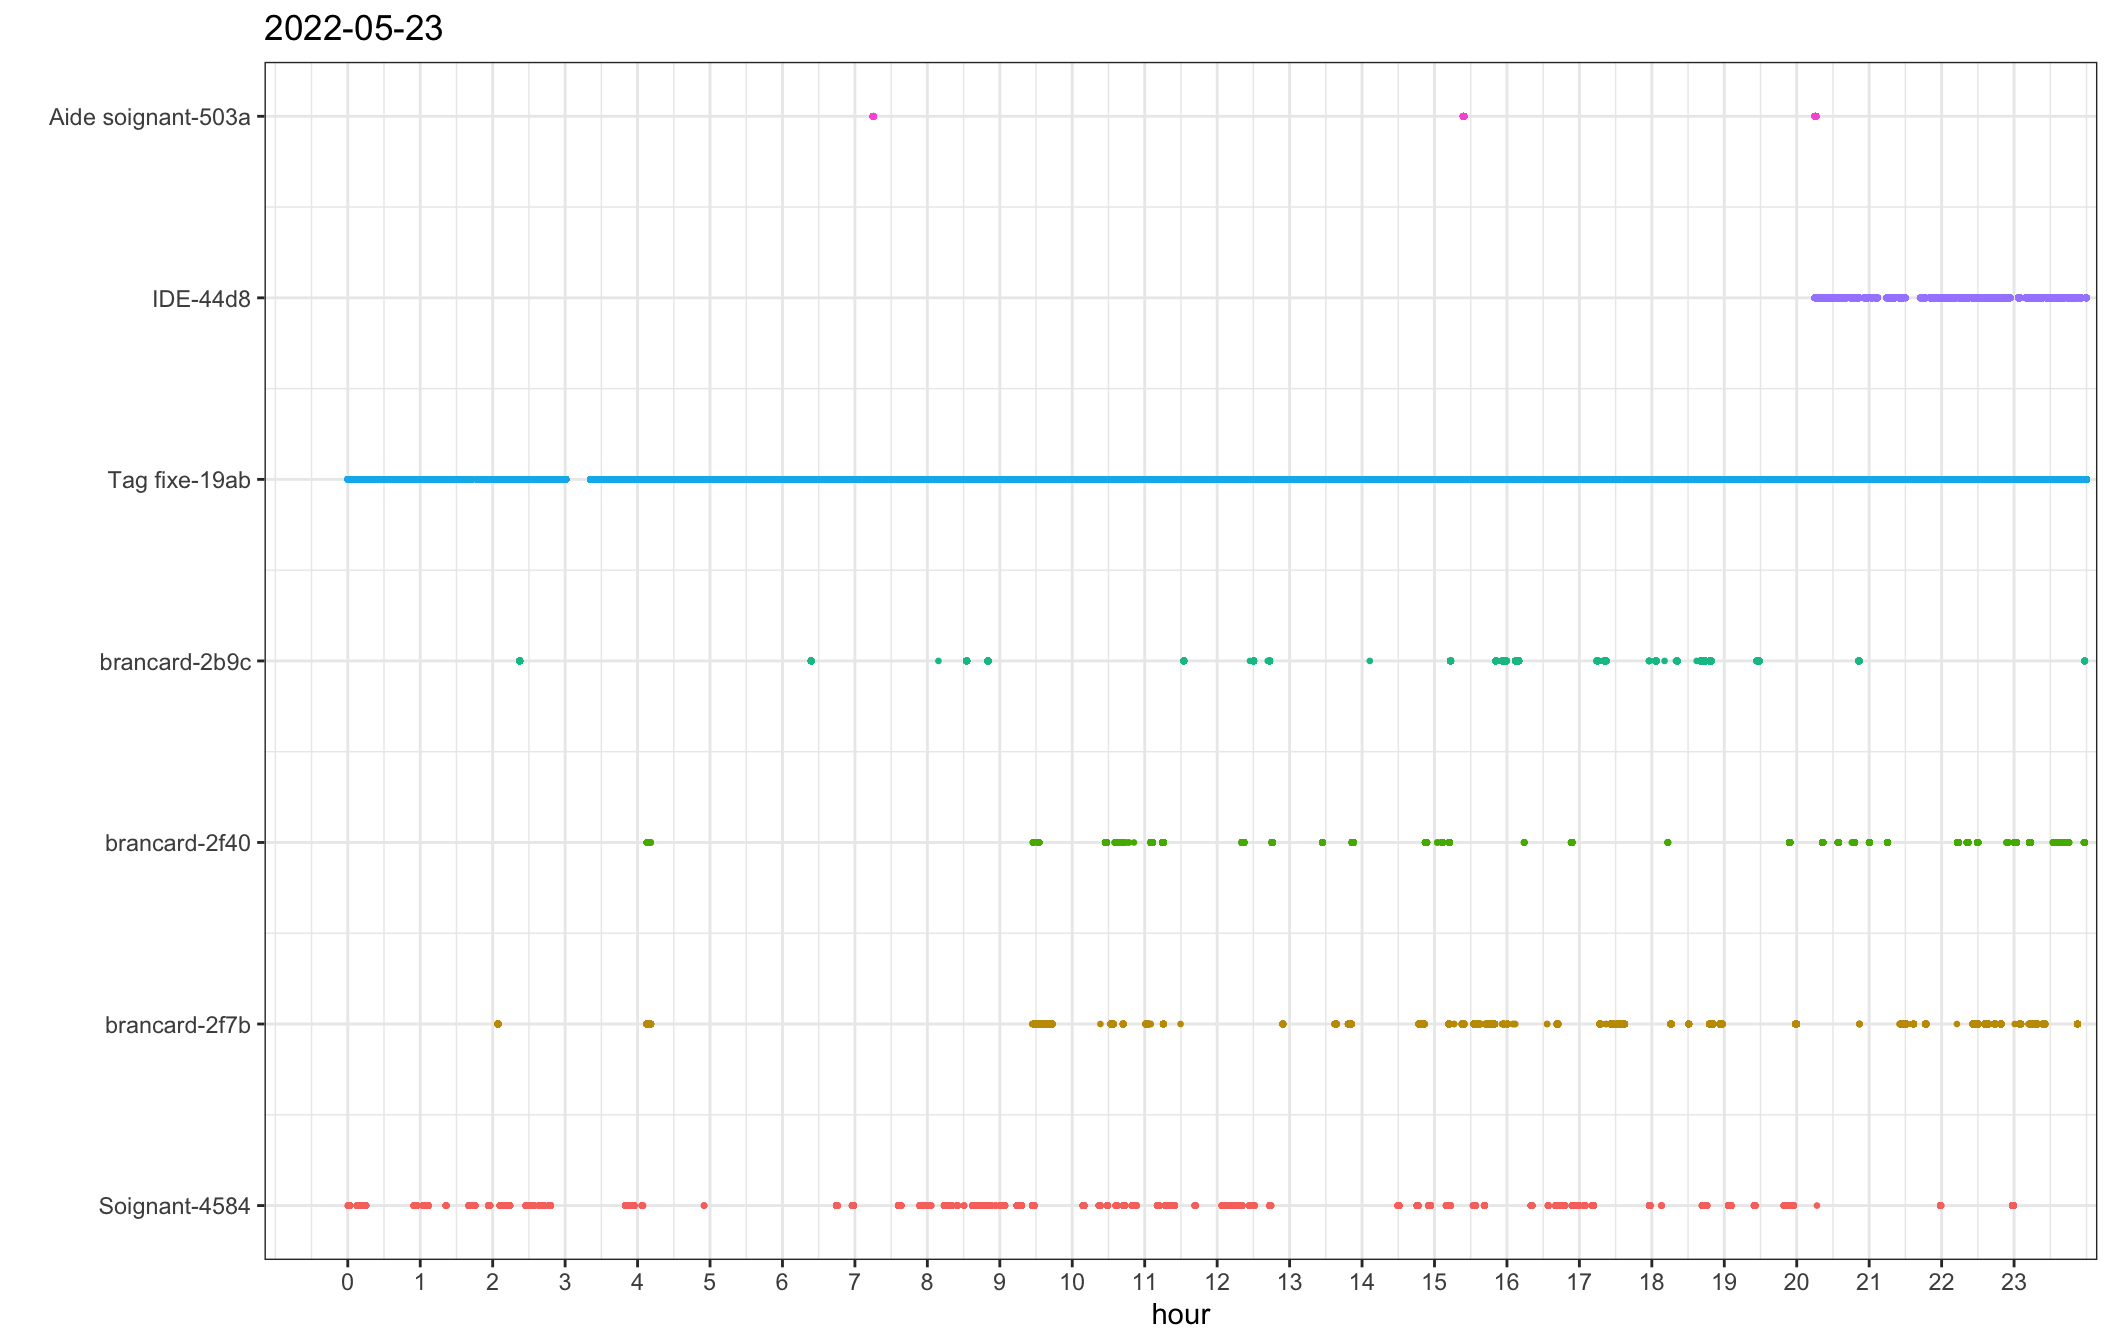 2022-05-23
Aide soignant-503a
IDE-44d8
Tag fixe-19ab
brancard-2b9c
brancard-2f40
brancard-2f7b
Soignant-4584
0 1 2 3 4 5 6 7 8 9 10 11 12 13 14 15 16 17 18 19 20 21 22 23
hour